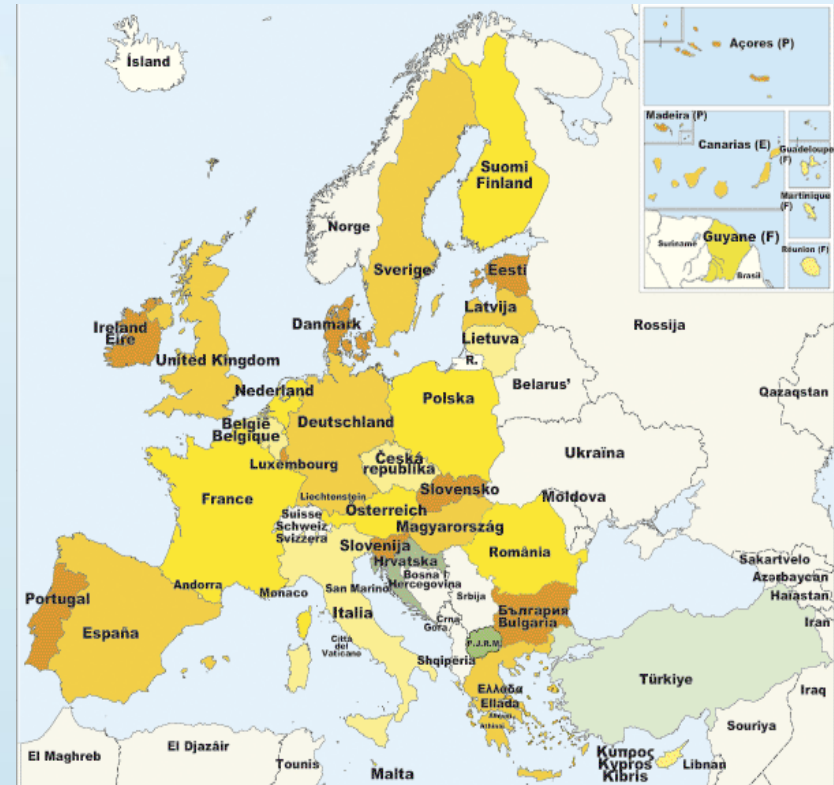 Ísland
Açores (P)
Madeira (P)
Canarias (E)
Guadeloupe
(F)
Martinique
(F)
Guyane (F)
Suriname
Brasil
Réunion (F)
Suomi
Finland
Norge
Sverige
Eesti
Latvija
Lietuva
R.
Danmark
Ireland
Éire
United Kingdom
Rossija
Belarus’
Nederland
Polska
Qazaqstan
België
Belgique
Deutschland
Luxembourg
Česká
republika
Ukraïna
Slovensko
Moldova
France
Liechtenstein
Österreich
Suisse
Schweiz
Svizzera
Magyarország
Slovenija
Hrvatska
România
Bosna i
Hercegovina
Sakartvelo
Azərbaycan
Haïastan
Iran
Andorra
Monaco
San Marino
Srbija
Portugal
España
Italia
Città
del
Vaticano
Crna
Gora
България
Bulgaria
P.J.R.M.
Shqipëria
Türkiye
Ελλάδα
Ellada
Iraq
Souriya
El Maghreb
El Djazâir
Tounis
Malta
Κύπρος
Kypros
Kibris
Libnan